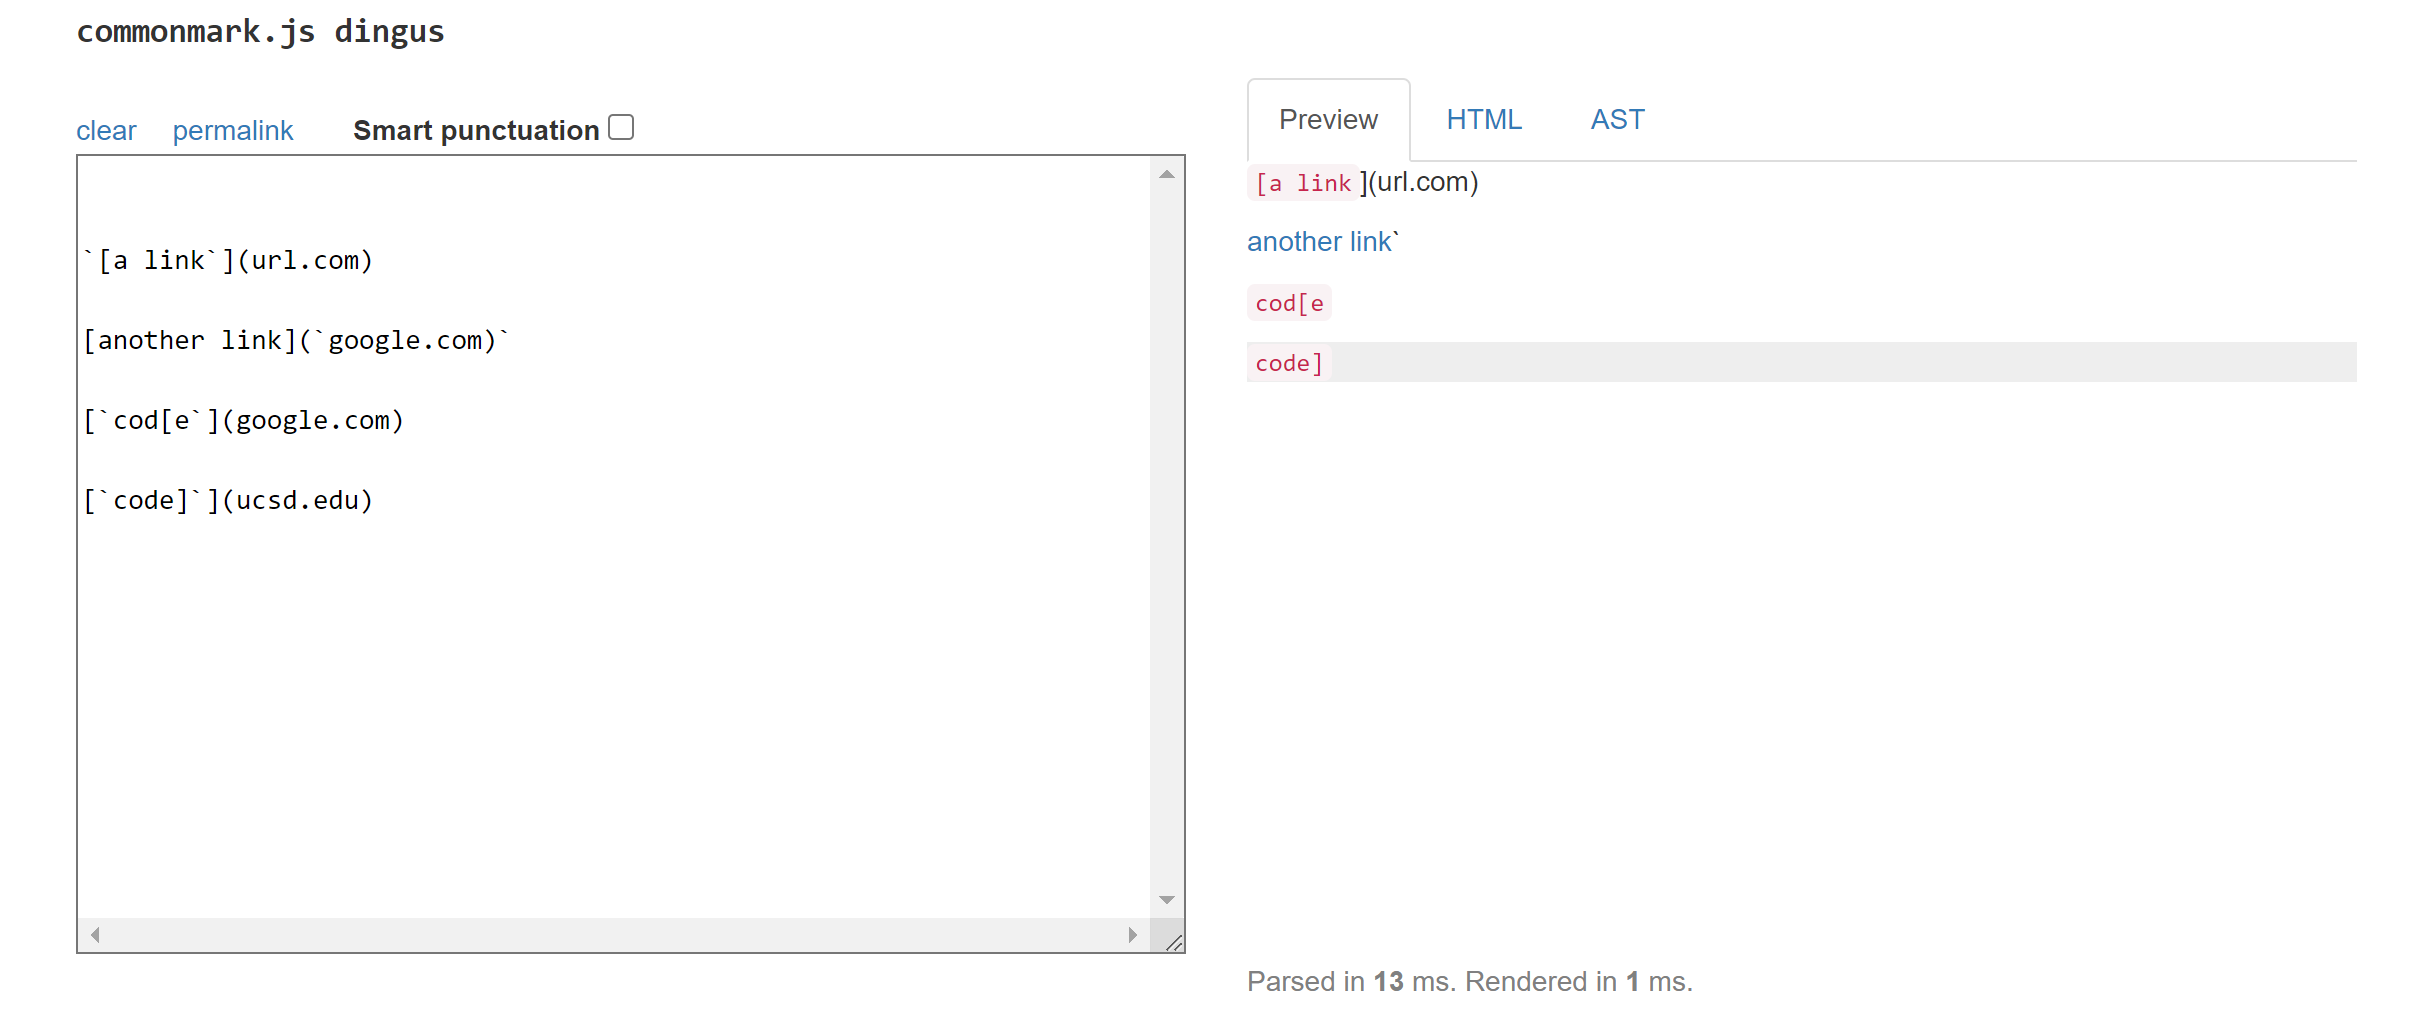 commonmark.js dingus
clear permalink Smart punctuation
`[a link`](url.com)
[another link](`google.com)`
[`cod[e`](google.com)
[`code]`](ucsd.edu)
Preview HTML AST
[a link](url.com)
another link`
cod[e
code]
Parsed in 13 ms. Rendered in 1 ms.